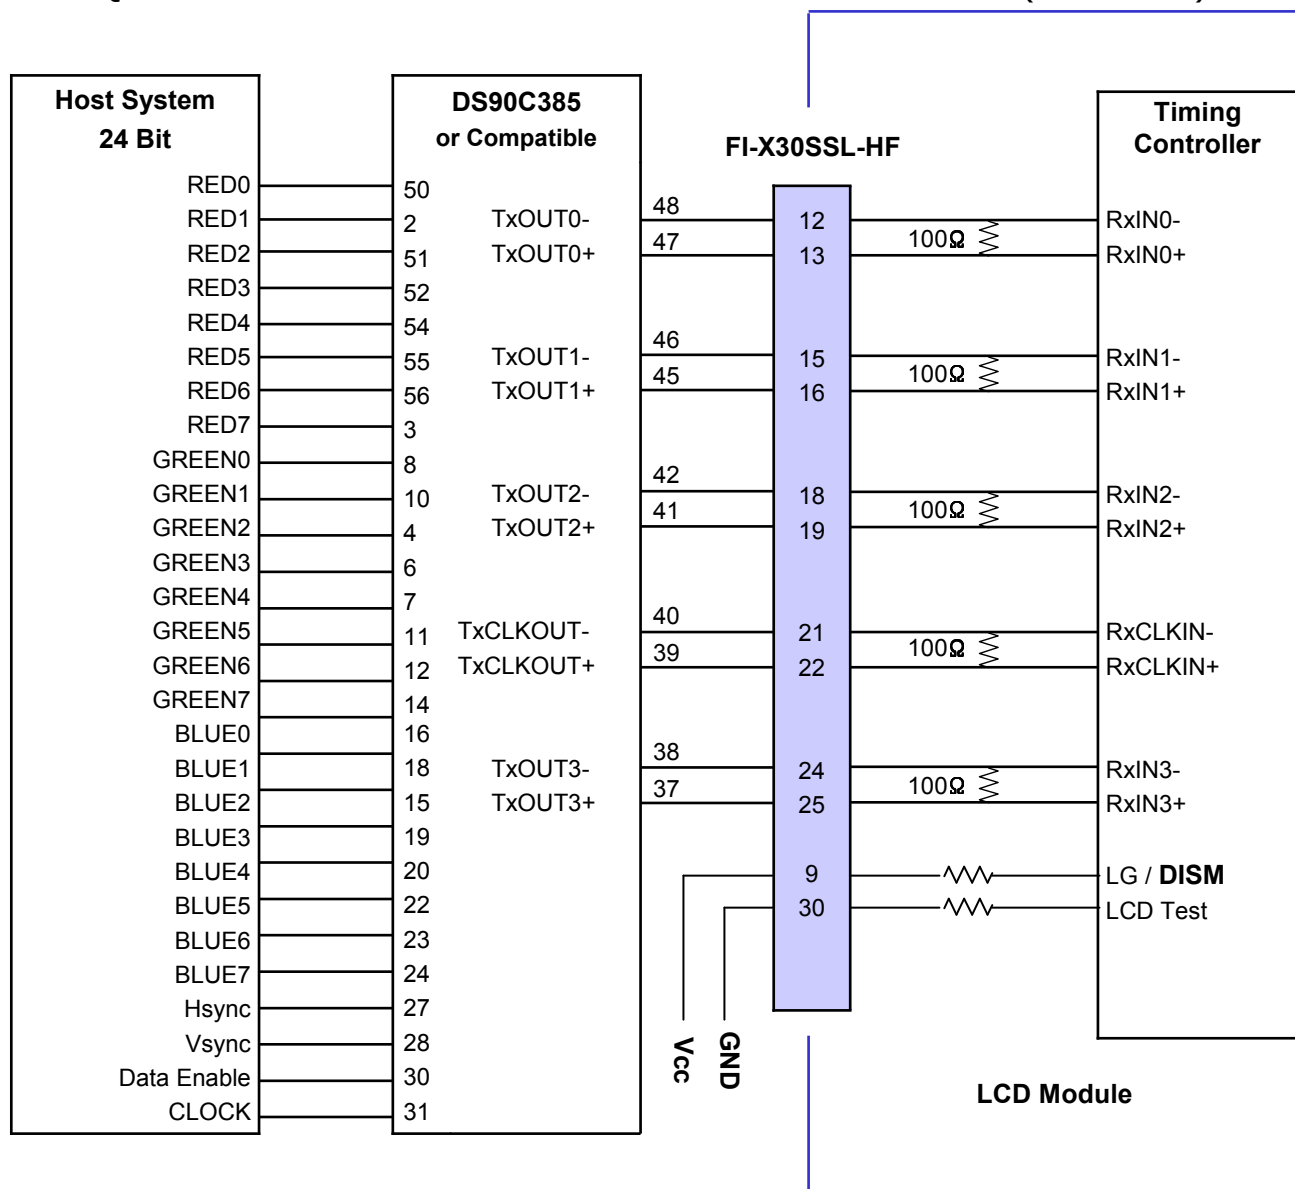 Host System
24 Bit
RED0
RED1
RED2
RED3
RED4
RED5
RED6
RED7
GREEN0
GREEN1
GREEN2
GREEN3
GREEN4
GREEN5
GREEN6
GREEN7
BLUE0
BLUE1
BLUE2
BLUE3
BLUE4
BLUE5
BLUE6
BLUE7
Hsync
Vsync
Data Enable
CLOCK
DS90C385
or Compatible
50
2
51
52
54
55
56
3
8
10
4
6
7
11
12
14
16
18
15
19
20
22
23
24
27
28
30
31
TxOUT0-
TxOUT0+
TxOUT1-
TxOUT1+
TxOUT2-
TxOUT2+
TxCLKOUT-
TxCLKOUT+
TxOUT3-
TxOUT3+
48
47
46
45
42
41
40
39
38
37
Vcc
GND
FI-X30SSL-HF
12
13
15
16
18
19
21
22
24
25
9
30
100Ω
100Ω
100Ω
100Ω
100Ω
Timing
Controller
RxIN0-
RxIN0+
RxIN1-
RxIN1+
RxIN2-
RxIN2+
RxCLKIN-
RxCLKIN+
RxIN3-
RxIN3+
LG / DISM
LCD Test
LCD Module